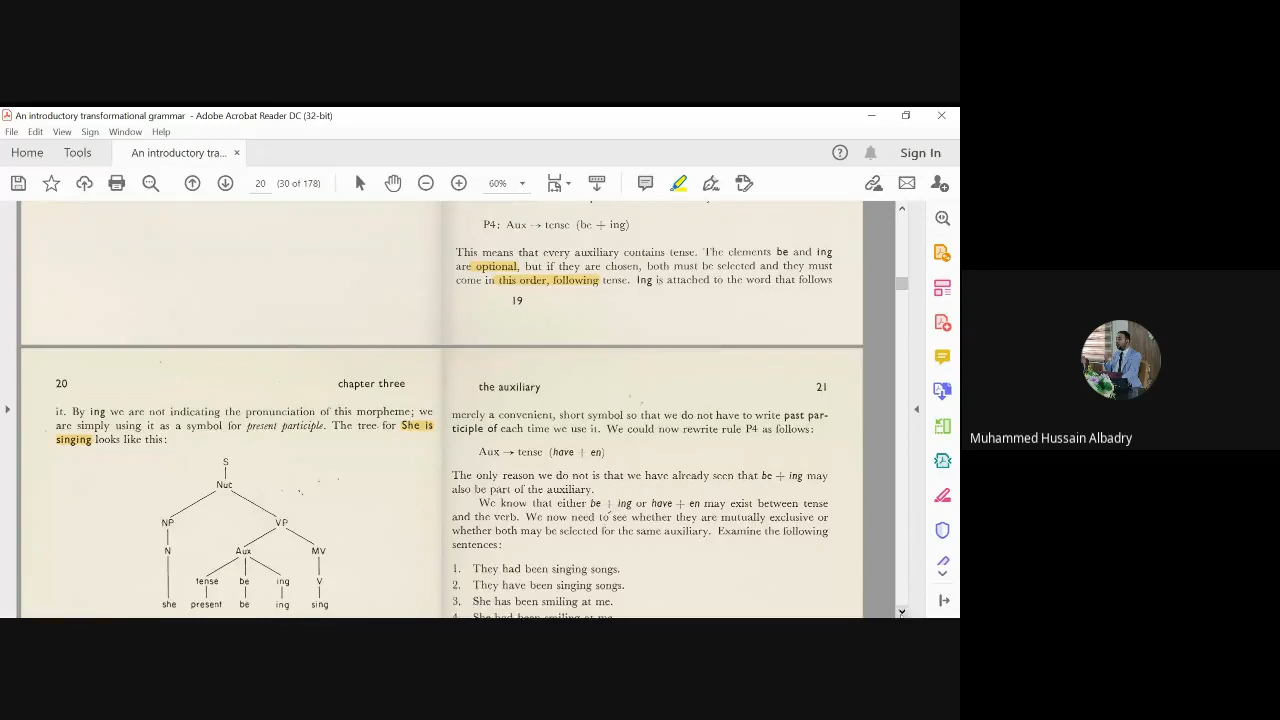 An introductory transformational grammar - Adobe Acrobat Reader DC (32-bit)
File Edit View Sign Window Help
Home Tools An introductory tra... × Sign In
20 (30 of 178) 60%
P4: Aux → tense (be + ing)
This means that every auxiliary contains tense. The elements be and ing
are optional, but if they are chosen, both must be selected and they must
come in this order, following tense. Ing is attached to the word that follows
19
20 chapter three
it. By ing we are not indicating the pronunciation of this morpheme; we
are simply using it as a symbol for present participle. The tree for She is
singing looks like this:
S
Nuc
NP VP
N Aux MV
tense be ing V
she present be ing sing
the auxiliary 21
merely a convenient, short symbol so that we do not have to write past par-
ticiple of each time we use it. We could now rewrite rule P4 as follows:
Aux → tense (have + en)
The only reason we do not is that we have already seen that be + ing may
also be part of the auxiliary.
We know that either be + ing or have + en may exist between tense
and the verb. We now need to see whether they are mutually exclusive or
whether both may be selected for the same auxiliary. Examine the following
sentences:
1. They had been singing songs.
2. They have been singing songs.
3. She has been smiling at me.
4. She had been smiling at me.
Muhammed Hussain Albadry